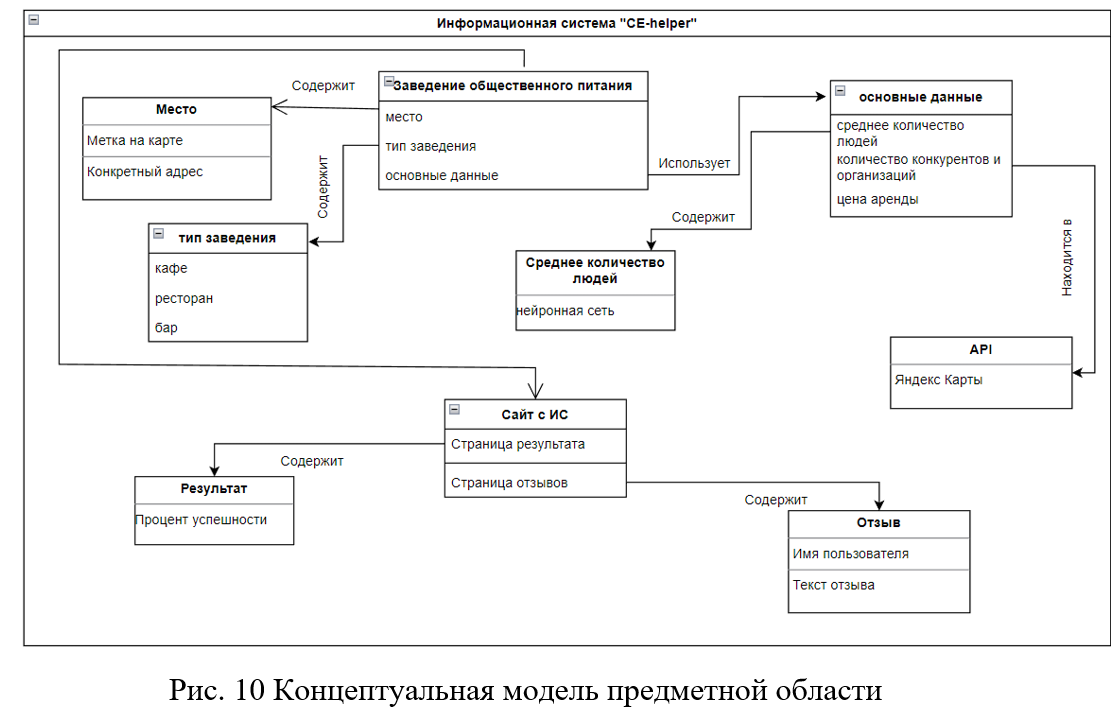 Информационная система "CE-helper"
Содержит
Заведение общественного питания
место
тип заведения
основные данные
Место
Метка на карте
Конкретный адрес
Содержит
Использует
основные данные
среднее количество
людей
количество конкурентов и
организаций
цена аренды
тип заведения
кафе
ресторан
бар
Содержит
Среднее количество
людей
нейронная сеть
Находится в
API
Яндекс Карты
Сайт с ИС
Страница результата
Страница отзывов
Содержит
Результат
Процент успешности
Содержит
Отзыв
Имя пользователя
Текст отзыва
Рис. 10 Концептуальная модель предметной области